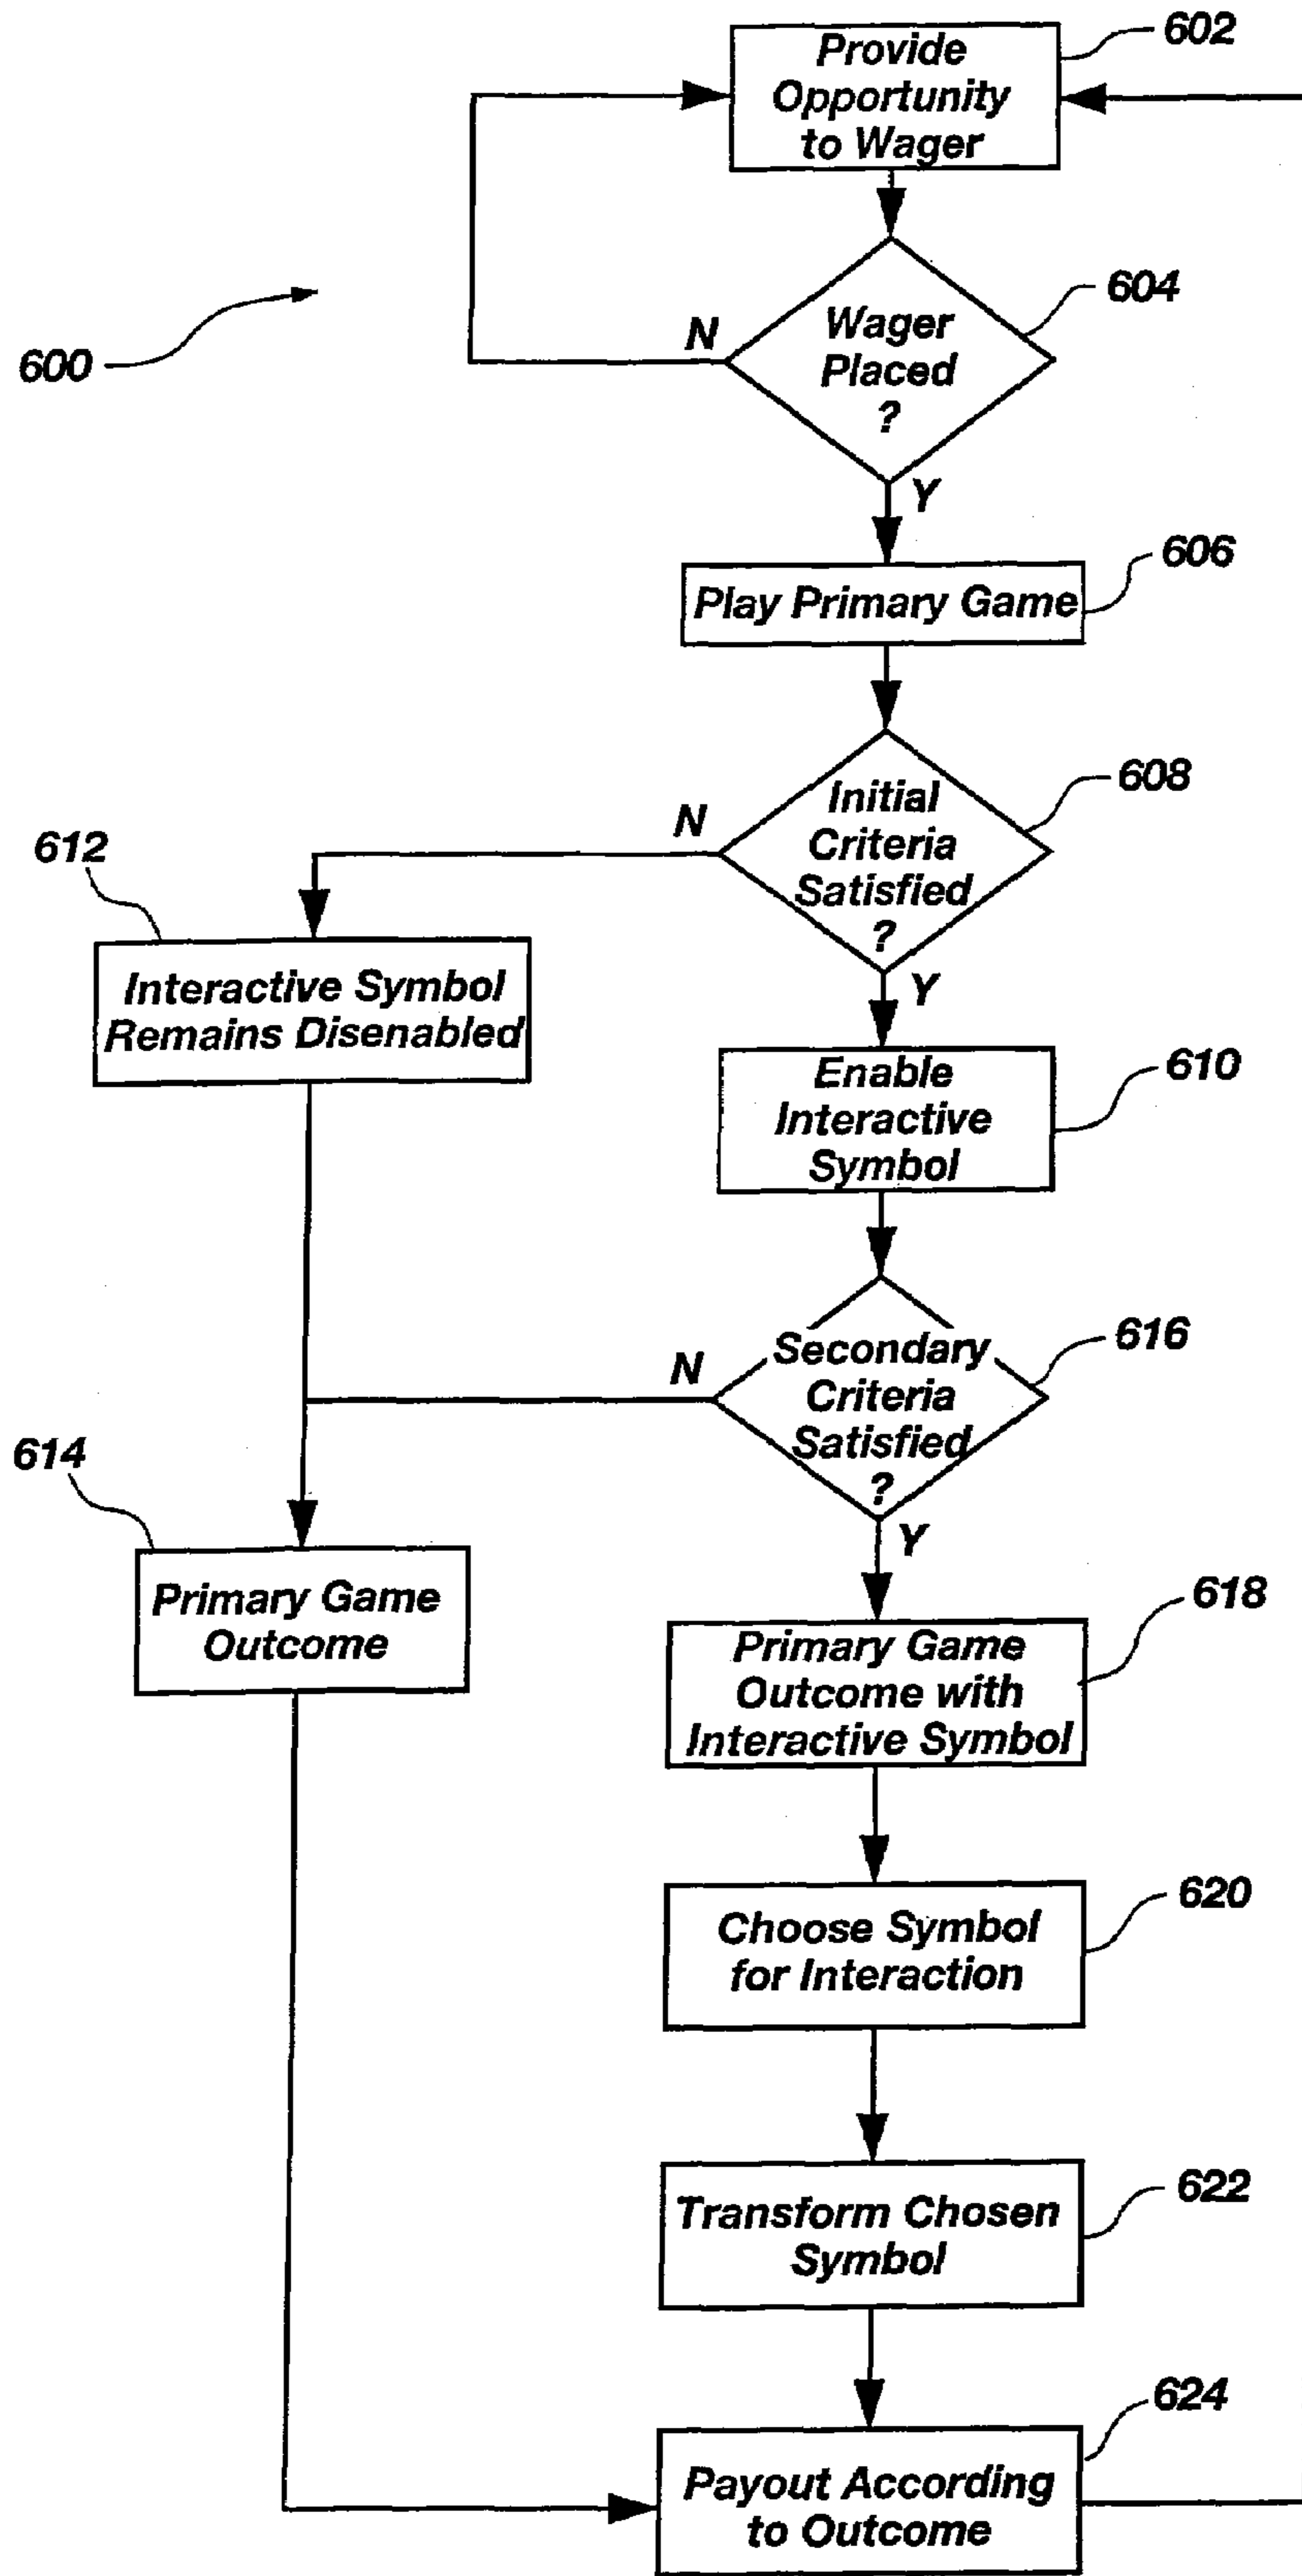 602
Provide
Opportunity
to Wager
604
Wager
Placed
?
N
600
Y
606
Play Primary Game
608
Initial
Criteria
Satisfied
?
N
612
Y
Interactive Symbol
Remains Disenabled
610
Enable
Interactive
Symbol
616
Secondary
Criteria
Satisfied
?
N
614
Y
Primary Game
Outcome
618
Primary Game
Outcome with
Interactive Symbol
620
Choose Symbol
for Interaction
622
Transform Chosen
Symbol
624
Payout According
to Outcome